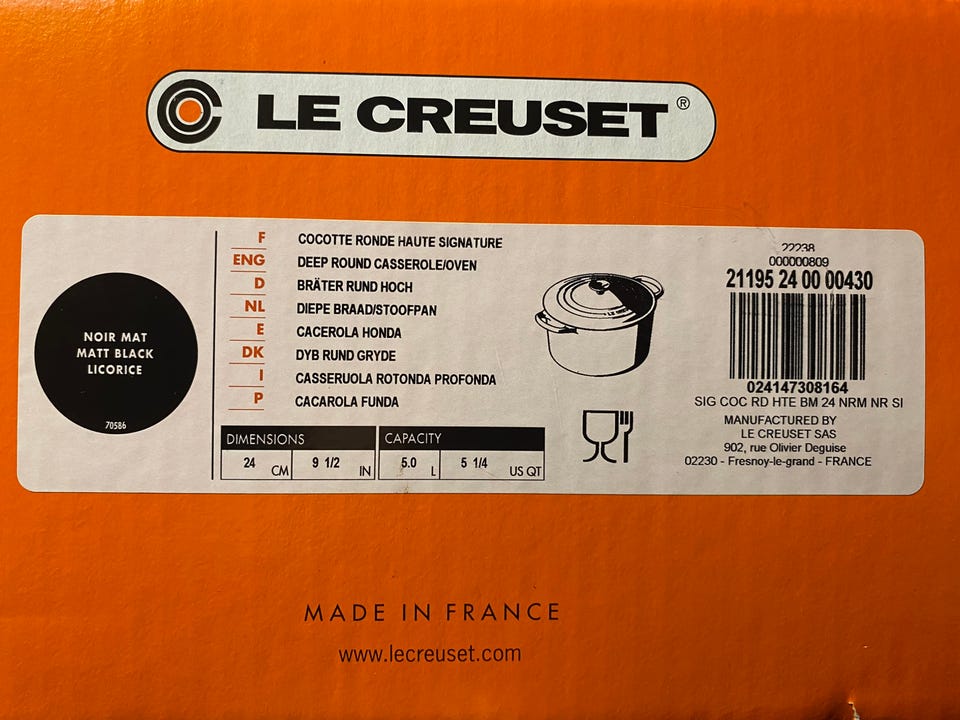 LE CREUSET ®
NOIR MAT
MATT BLACK
LICORICE
70586
F COCOTTE RONDE HAUTE SIGNATURE
ENG DEEP ROUND CASSEROLE/OVEN
D BRÄTER RUND HOCH
NL DIEPE BRAAD/STOOFPAN
E CACEROLA HONDA
DK DYB RUND GRYDE
I CASSERUOLA ROTONDA PROFONDA
P CACAROLA FUNDA
DIMENSIONS
24 CM 9 1/2 IN
CAPACITY
5.0 L 5 1/4 US QT
LE CREUSET
22238
000000809
21195 24 00 00430
024147308164
SIG COC RD HTE BM 24 NRM NR SI
MANUFACTURED BY
LE CREUSET SAS
902, rue Olivier Deguise
02230 - Fresnoy-le-grand - FRANCE
MADE IN FRANCE
www.lecreuset.com